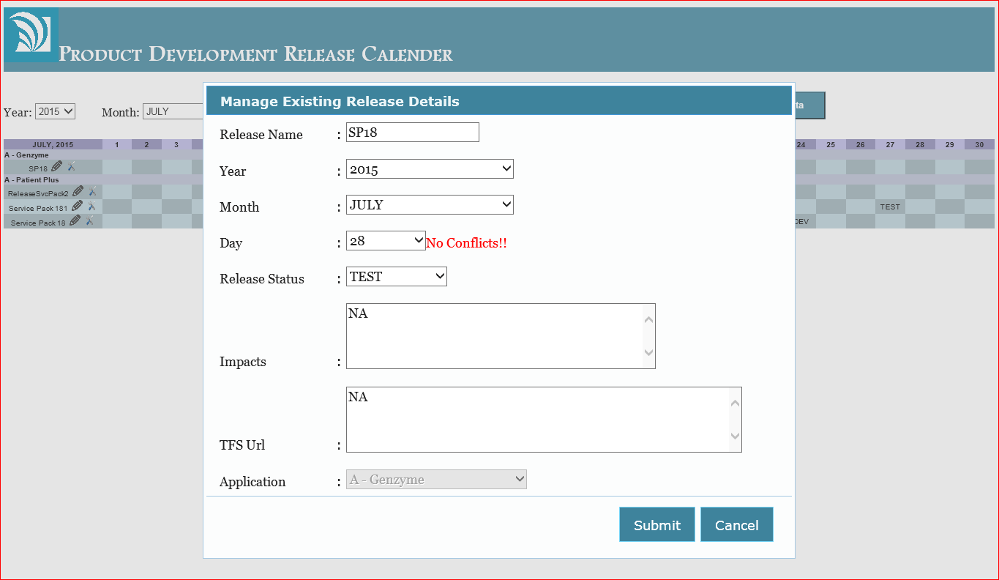 PRODUCT DEVELOPMENT RELEASE CALENDER
Manage Existing Release Details
Year: 2015 Month: JULY ta
Release Name : SP18
JULY, 2015 1 2 3 24 25 26 27 28 29 30
A - Genzyme
SP18
Year : 2015
A - Patient Plus
ReleaseSvcPack2
Service Pack 181 TEST
Month : JULY
Service Pack 18 DEV
Day : 28 No Conflicts!!
Release Status : TEST
NA
Impacts :
NA
TFS Url :
Application : A - Genzyme
Submit Cancel